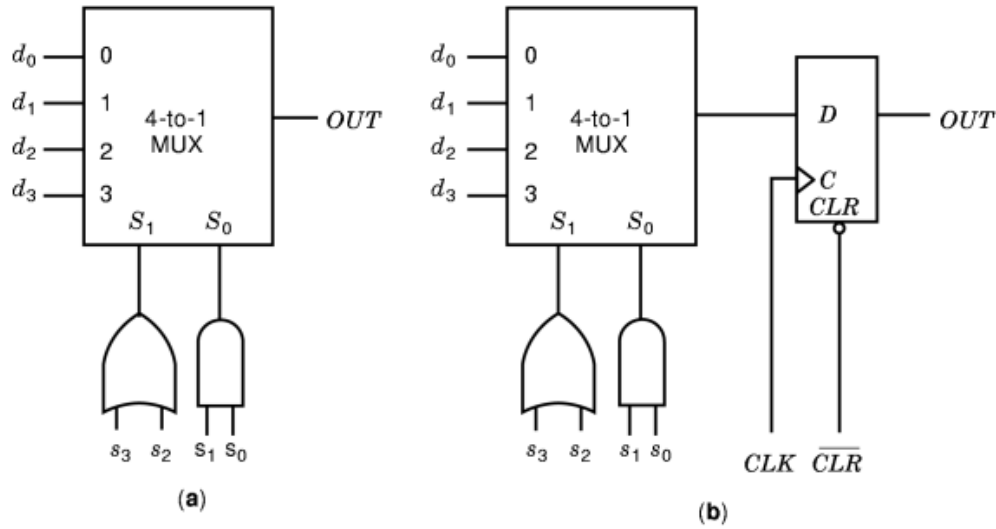 d₀ 0
d₁ 1
4-to-1
MUX
OUT
d₂ 2
d₃ 3
S₁ S₀
s₃ s₂ s₁ s₀
(a)
d₀ 0
d₁ 1
4-to-1
MUX
d₂ 2
d₃ 3
S₁ S₀
D
OUT
C
CLR
s₃ s₂ s₁ s₀
CLK C̅L̅R̅
(b)